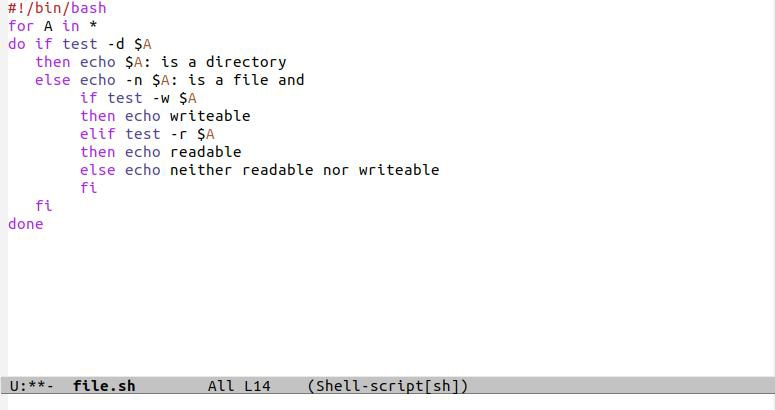 #!/bin/bash
for A in *
do if test -d $A
   then echo $A: is a directory
   else echo -n $A: is a file and
        if test -w $A
        then echo writeable
        elif test -r $A
        then echo readable
        else echo neither readable nor writeable
        fi
   fi
done
U:**-  file.sh        All L14    (Shell-script[sh])